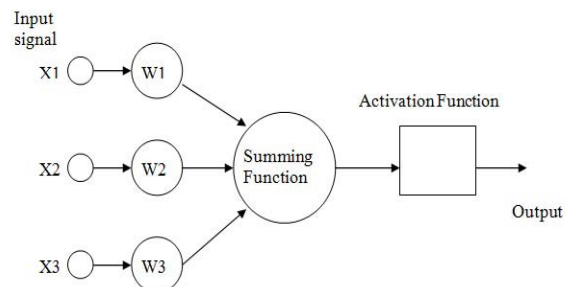 Input
signal
X1
W1
Activation Function
X2
W2
Summing
Function
Output
X3
W3